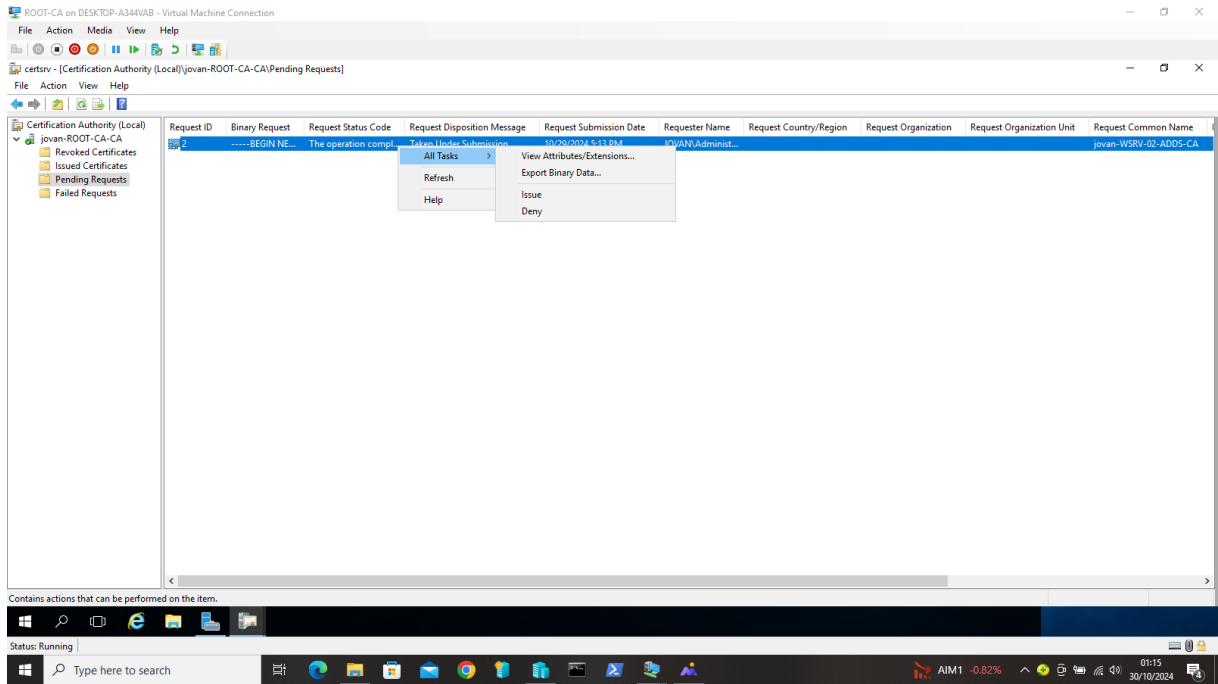 ROOT-CA on DESKTOP-A344VAB - Virtual Machine Connection
File Action Media View Help
certsrv - [Certification Authority (Local)\jovan-ROOT-CA-CA\Pending Requests]
File Action View Help
Certification Authority (Local)
jovan-ROOT-CA-CA
Revoked Certificates
Issued Certificates
Pending Requests
Failed Requests
Request ID Binary Request Request Status Code Request Disposition Message Request Submission Date Requester Name Request Country/Region Request Organization Request Organization Unit Request Common Name
2 -----BEGIN NE... The operation compl... Taken Under Submission 10/29/2024 5:13 PM JOVAN\Administ... jovan-WSRV-02-ADDS-CA
All Tasks
Refresh
Help
View Attributes/Extensions...
Export Binary Data...
Issue
Deny
Contains actions that can be performed on the item.
Status: Running
Type here to search
AIM1 -0.82%
01:15
30/10/2024
4